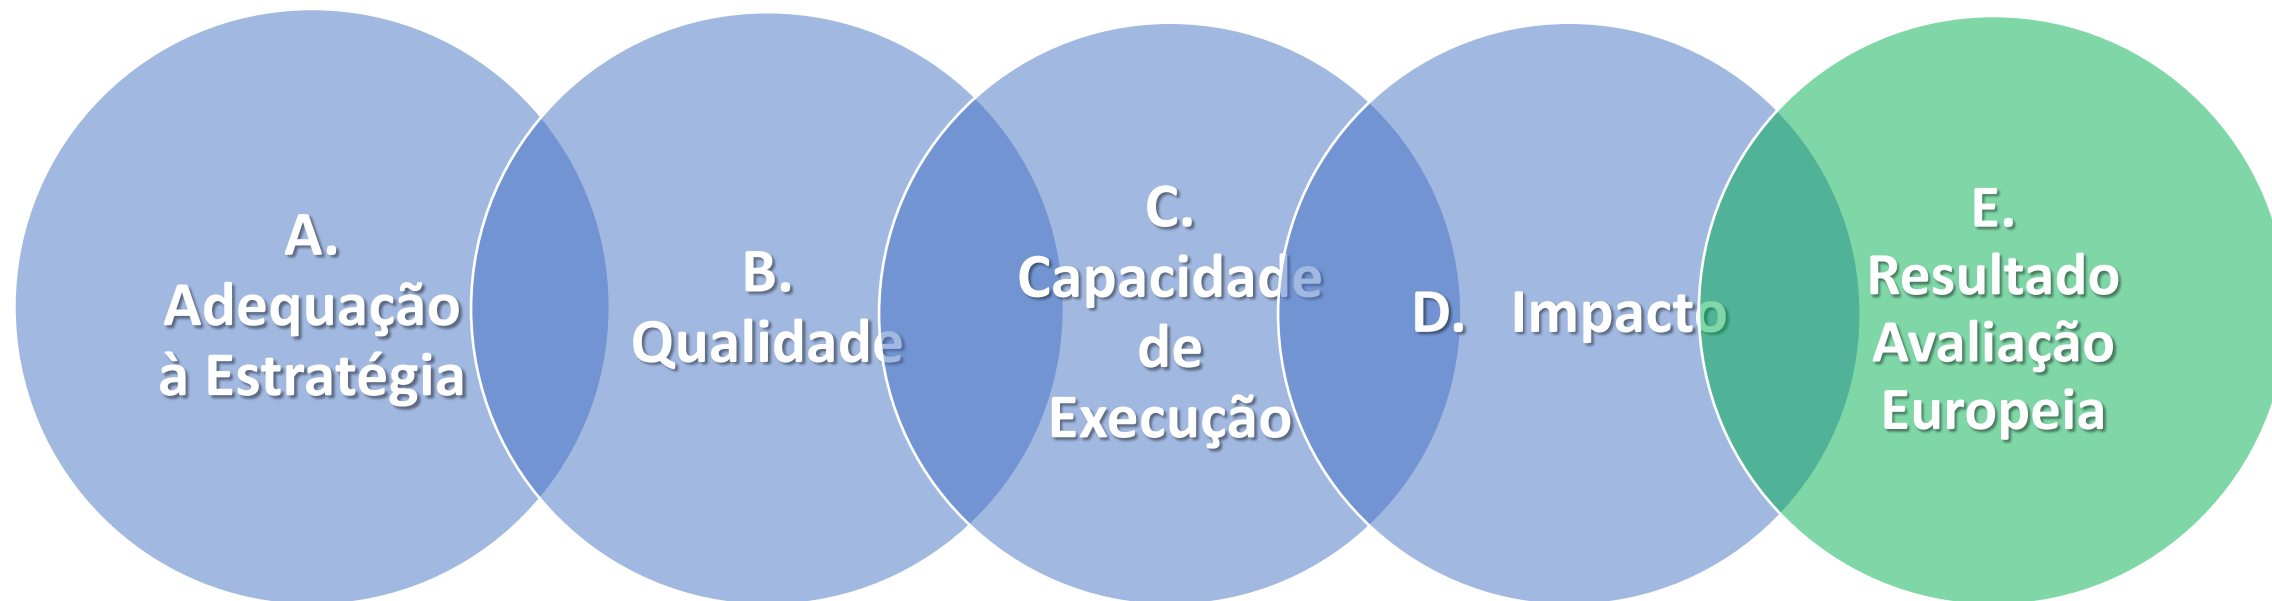 A.
Adequação
à Estratégia
B.
Qualidade
C.
Capacidade
de
Execução
D. Impacto
E.
Resultado
Avaliação
Europeia